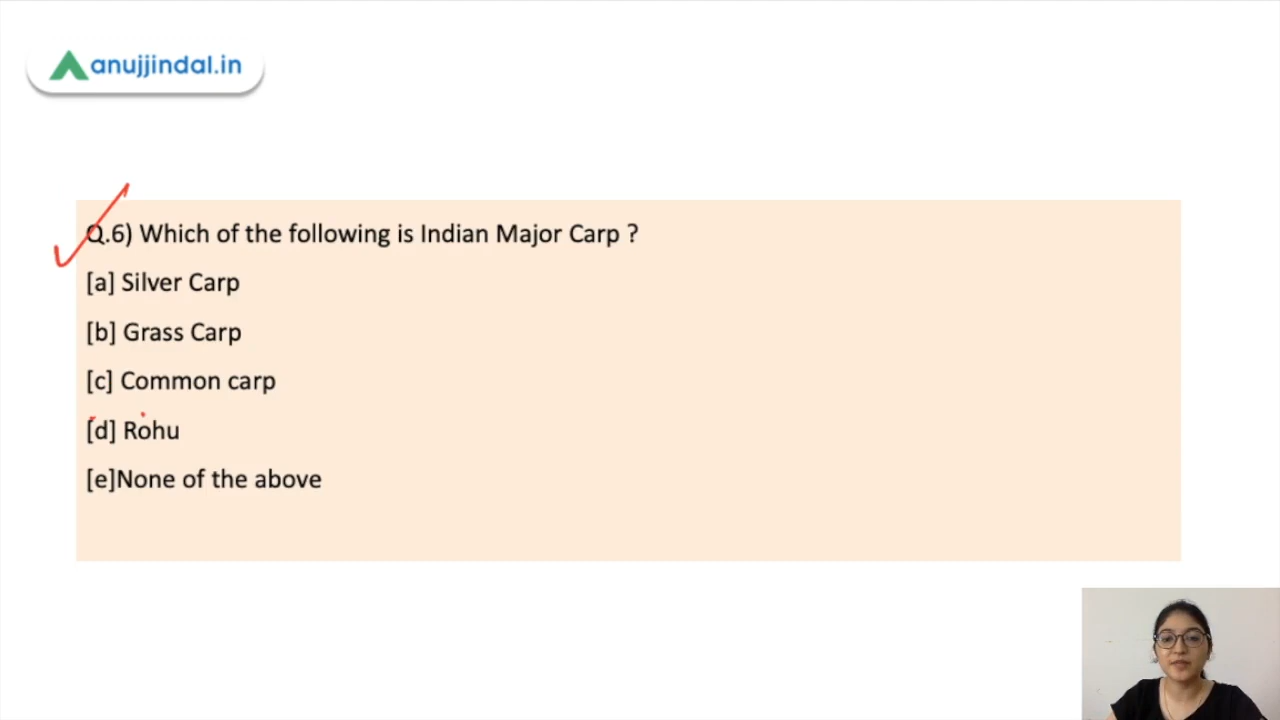 anujjindal.in
Q.6) Which of the following is Indian Major Carp ?
[a] Silver Carp
[b] Grass Carp
[c] Common carp
[d] Rohu
[e]None of the above